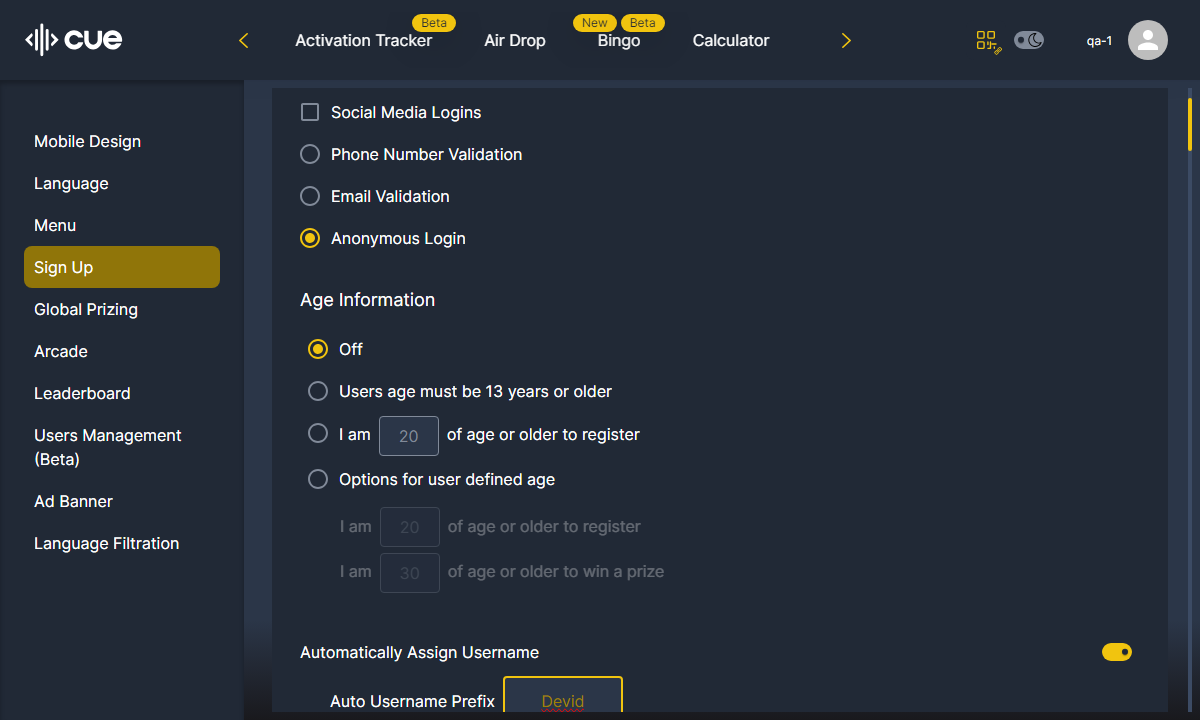 cue
Activation Tracker
Beta
Air Drop
New
Beta
Bingo
Calculator
qa-1
Mobile Design
Language
Menu
Sign Up
Global Prizing
Arcade
Leaderboard
Users Management
(Beta)
Ad Banner
Language Filtration
Social Media Logins
Phone Number Validation
Email Validation
Anonymous Login
Age Information
Off
Users age must be 13 years or older
I am 20 of age or older to register
Options for user defined age
I am 20 of age or older to register
I am 30 of age or older to win a prize
Automatically Assign Username
Auto Username Prefix Devid